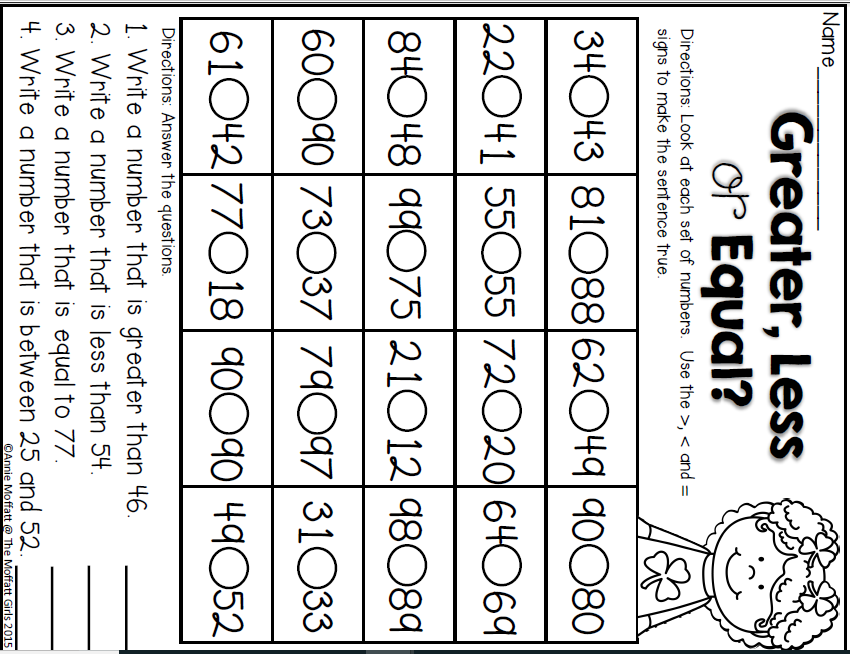 Name
Greater, Less
or Equal?
Directions: Look at each set of numbers. Use the >, < and =
signs to make the sentence true.
34 43 81 88 62 49 90 80
22 41 55 55 72 20 64 69
84 48 99 75 21 12 98 89
60 90 73 37 79 97 31 33
61 42 77 18 90 90 49 52
Directions: Answer the questions.
1. Write a number that is greater than 46.
2. Write a number that is less than 54.
3. Write a number that is equal to 77.
4. Write a number that is between 25 and 52.
©Annie Moffatt @ The Moffatt Girls 2015